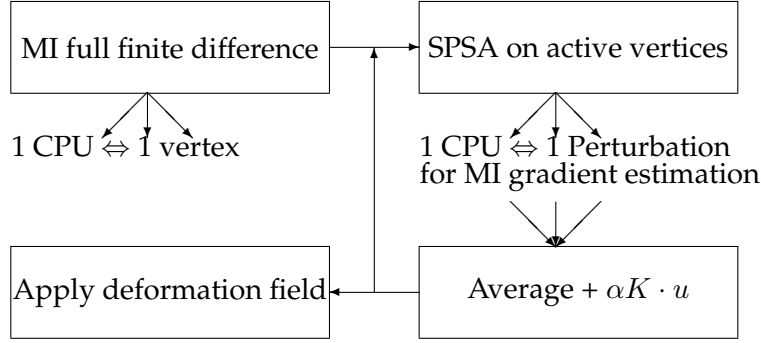 MI full finite difference
SPSA on active vertices
1 CPU ⇔ 1 vertex
1 CPU ⇔ 1 Perturbation
for MI gradient estimation
Apply deformation field
Average + αK · u